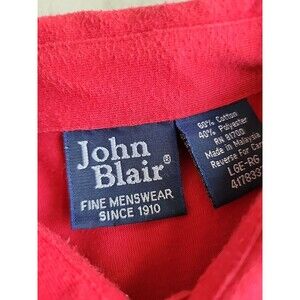 John
Blair®
FINE MENSWEAR
SINCE 1910
60% Cotton
40% Polyester
RN 81700
Made in Malaysia
Reverse For Care
LGE-RG